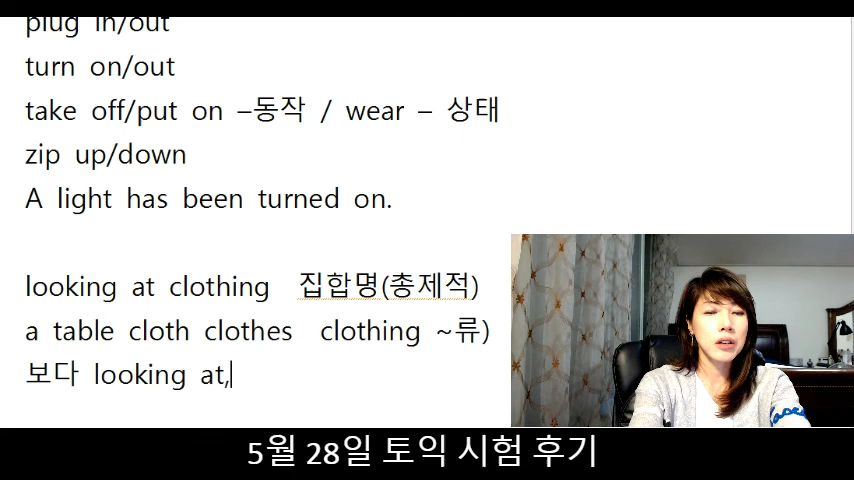 plug in/out
turn on/out
take off/put on –동작 / wear – 상태
zip up/down
A light has been turned on.
looking at clothing 집합명(총제적)
a table cloth clothes clothing ~류)
보다 looking at,
5월 28일 토익 시험 후기